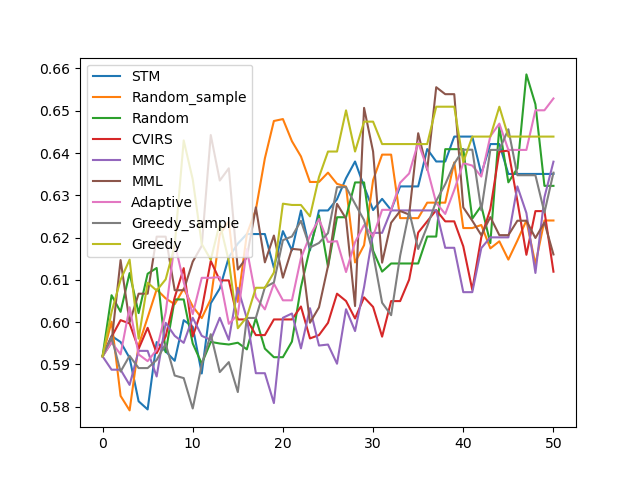 0.66
0.65
0.64
0.63
0.62
0.61
0.60
0.59
0.58
STM
Random_sample
Random
CVIRS
MMC
MML
Adaptive
Greedy_sample
Greedy
0 10 20 30 40 50